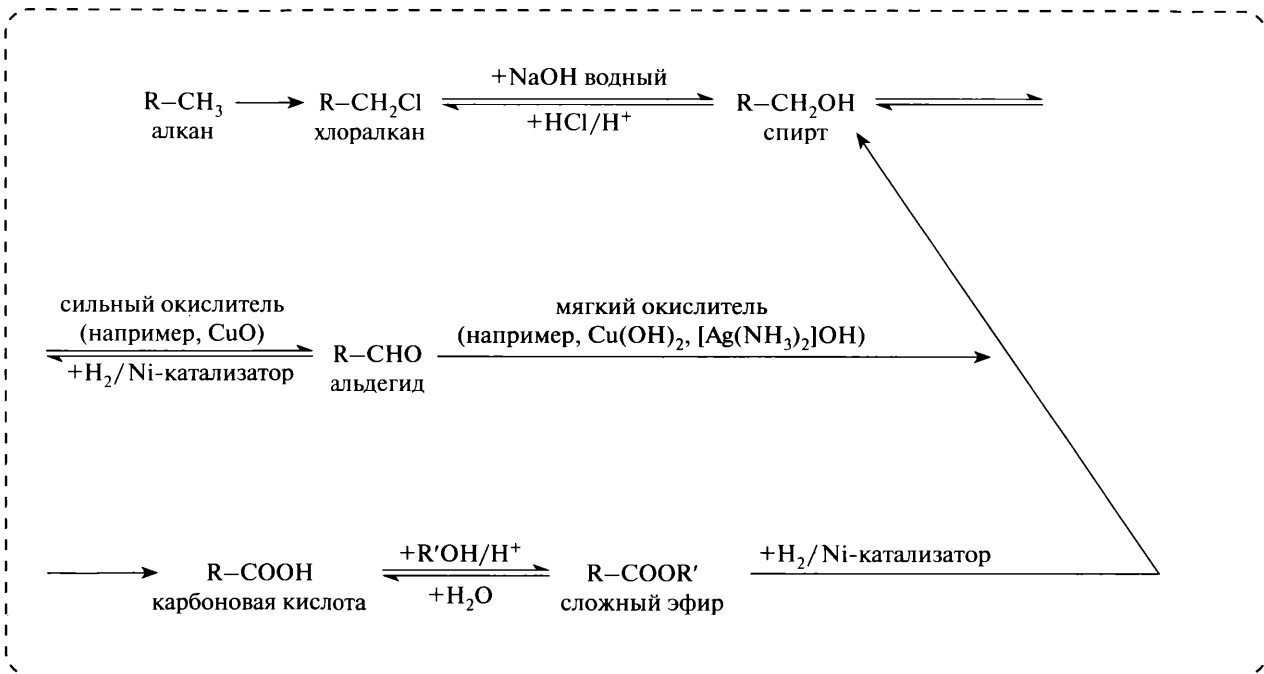 +NaOH водный
R–CH₃ R–CH₂Cl R–CH₂OH
+HCl/H⁺
алкан хлоралкан спирт
сильный окислитель
(например, CuO)
мягкий окислитель
(например, Cu(OH)₂, [Ag(NH₃)₂]OH)
R–CHO
+H₂/Ni-катализатор
альдегид
+R′OH/H⁺ +H₂/Ni-катализатор
R–COOH R–COOR′
+H₂O
карбоновая кислота сложный эфир